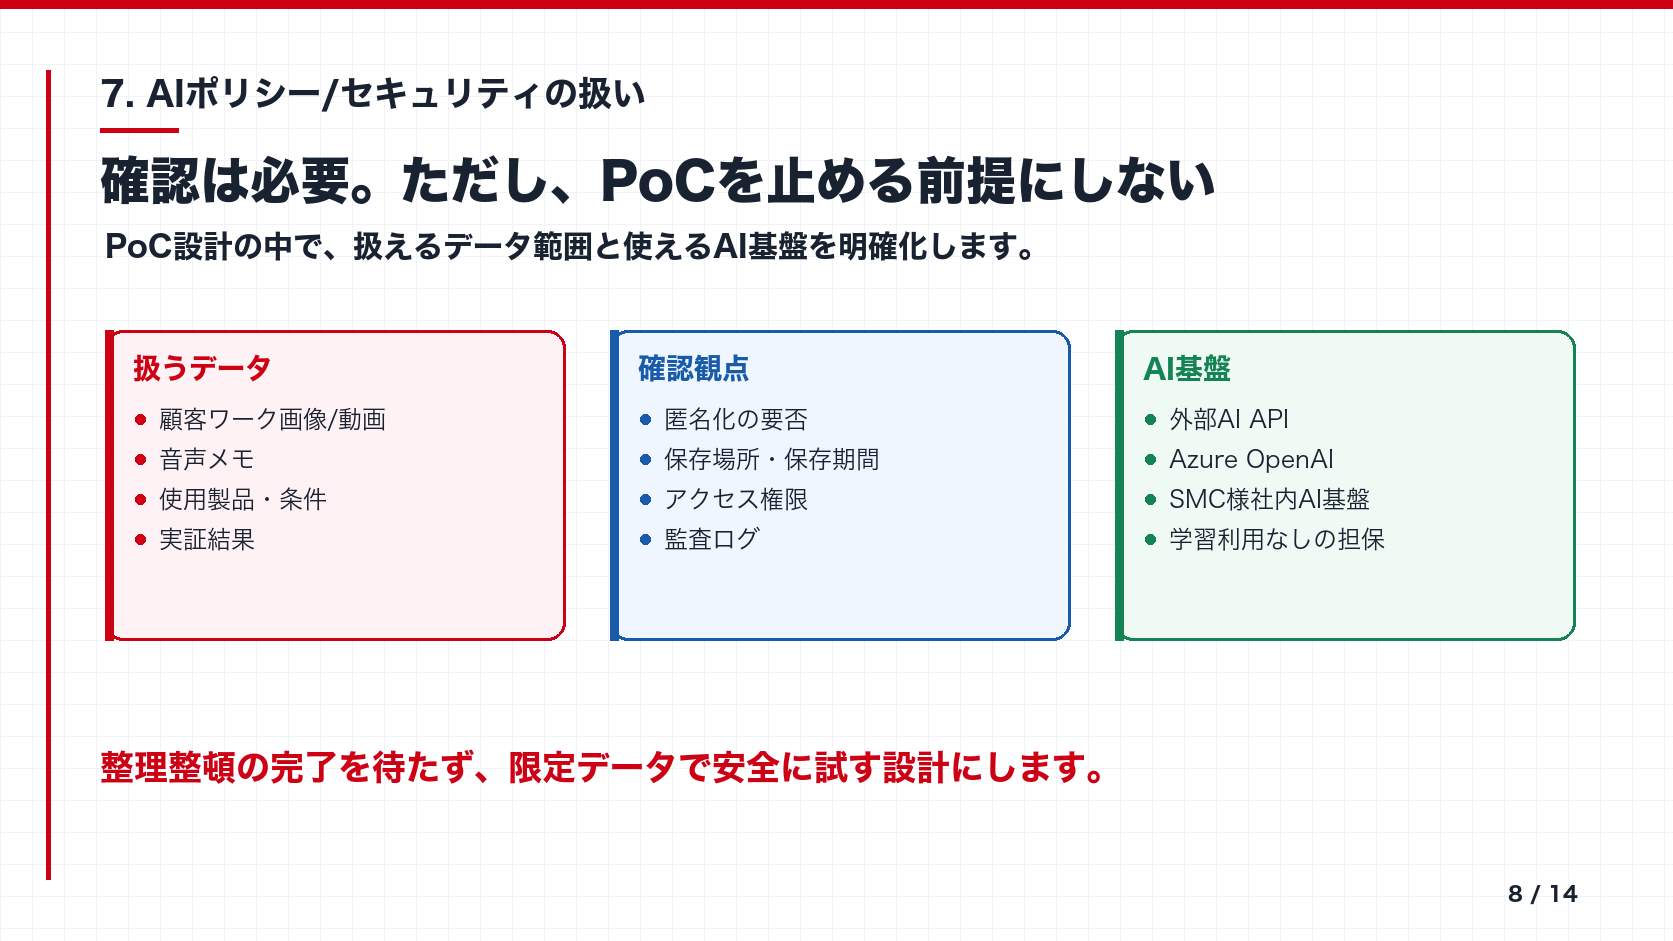 7. AIポリシー/セキュリティの扱い
確認は必要。ただし、PoCを止める前提にしない
PoC設計の中で、扱えるデータ範囲と使えるAI基盤を明確化します。
扱うデータ
顧客ワーク画像/動画
音声メモ
使用製品・条件
実証結果
確認観点
匿名化の要否
保存場所・保存期間
アクセス権限
監査ログ
AI基盤
外部AI API
Azure OpenAI
SMC様社内AI基盤
学習利用なしの担保
整理整頓の完了を待たず、限定データで安全に試す設計にします。
8 / 14